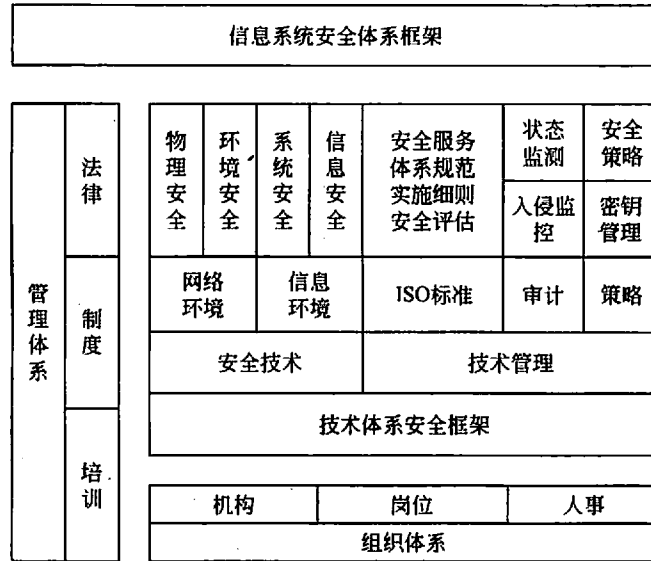 信息系统安全体系框架
管理体系
法律
制度
培训
物理安全
环境安全
系统安全
信息安全
安全服务
体系规范
实施细则
安全评估
状态
监测
安全
策略
入侵监
控
密钥
管理
网络
环境
信息
环境
ISO标准
审计
策略
安全技术
技术管理
技术体系安全框架
机构
岗位
人事
组织体系